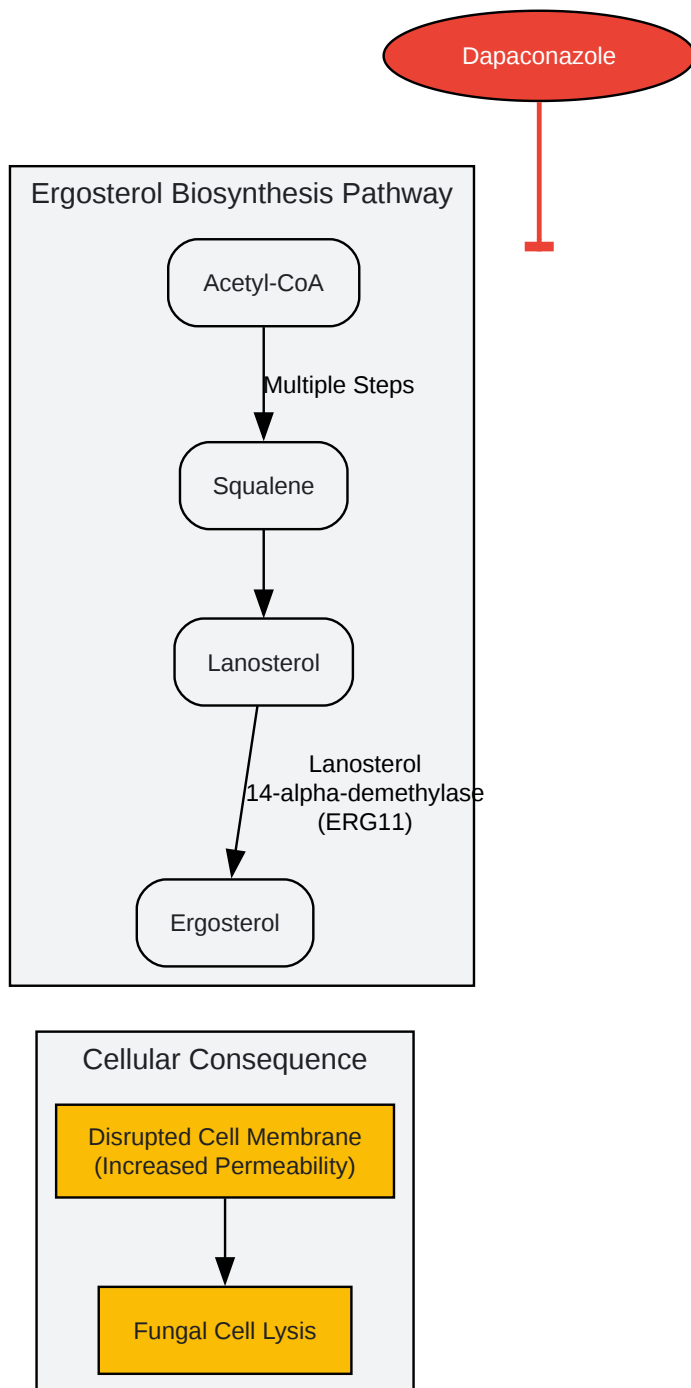 Dapaconazole
Ergosterol Biosynthesis Pathway
Acetyl-CoA
Multiple Steps
Squalene
Lanosterol
Lanosterol
14-alpha-demethylase
(ERG11)
Ergosterol
Cellular Consequence
Disrupted Cell Membrane
(Increased Permeability)
Fungal Cell Lysis